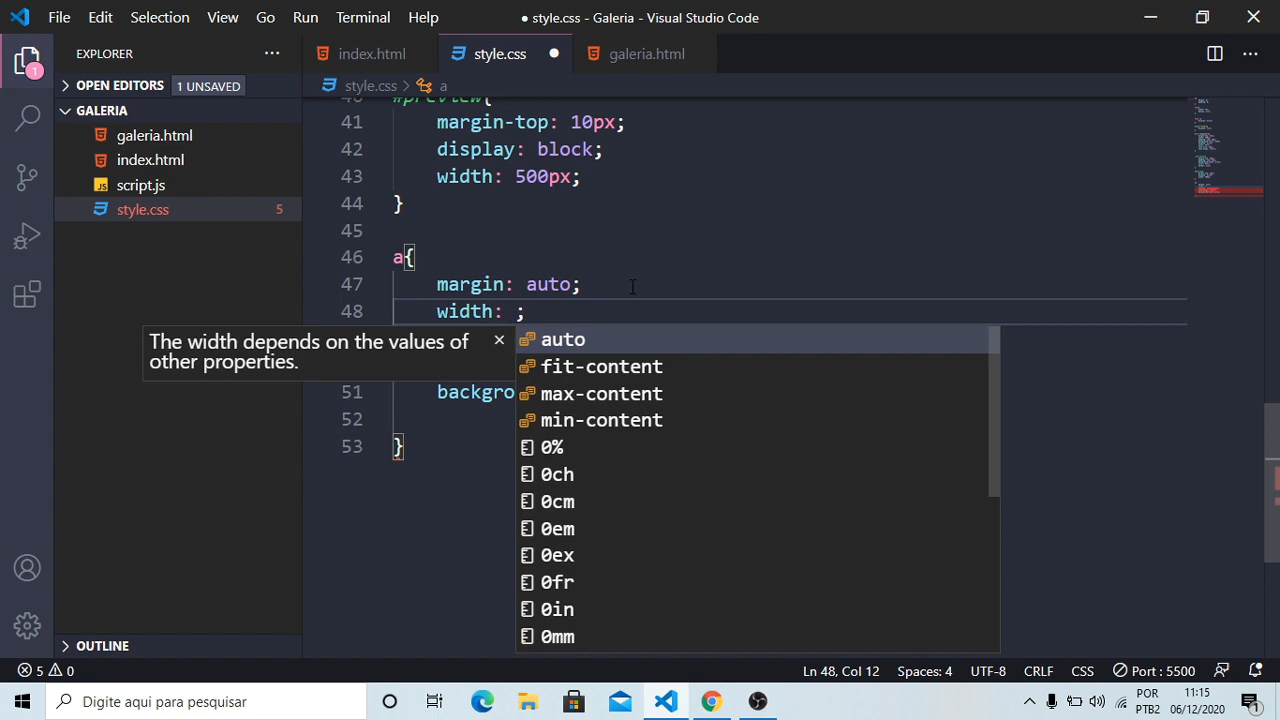 File Edit Selection View Go Run Terminal Help
● style.css - Galeria - Visual Studio Code
EXPLORER
index.html
style.css
galeria.html
OPEN EDITORS 1 UNSAVED
style.css > a
GALERIA
galeria.html
index.html
JS script.js
style.css 5
1
#preview{
41 margin-top: 10px;
42 display: block;
43 width: 500px;
44 }
45
46 a{
47 margin: auto;
48 width: ;
The width depends on the values of
other properties.
auto
fit-content
max-content
min-content
0%
0ch
0cm
0em
0ex
0fr
0in
0mm
51 backgro
52
53 }
OUTLINE
5 0
Ln 48, Col 12 Spaces: 4 UTF-8 CRLF CSS Port : 5500
Digite aqui para pesquisar
POR
PTB2
11:15
06/12/2020
1